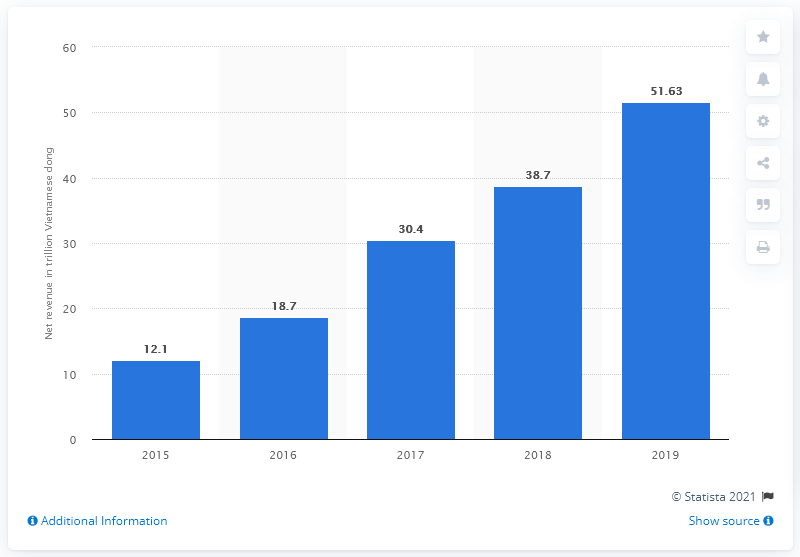 60
50
40
30
20
10
0
Net revenue in trillion Vietnamese dong
12.1
18.7
30.4
38.7
51.63
2015 2016 2017 2018 2019
© Statista 2021
Additional Information
Show source